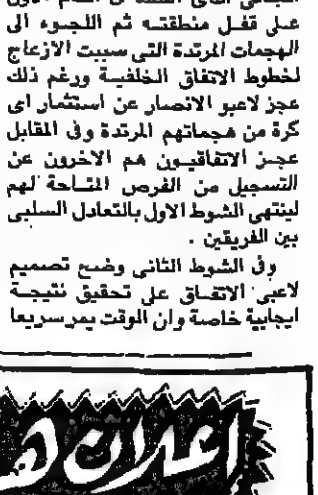 على قفل منطقته ثم اللجوء الى
الهجمات المرتدة التى سببت الازعاج
لخطوط الاتفاق الخلفية ورغم ذلك
عجز لاعبو الانصار عن استثمار اى
كرة من هجماتهم المرتدة وفى المقابل
عجز الاتفاقيون هم الاخرون عن
التسجيل من الفرص المتاحة لهم
لينتهى الشوط الاول بالتعادل السلبى
بين الفريقين .
وفى الشوط الثانى وضح تصميم
لاعبى الاتفاق على تحقيق نتيجة
ايجابية خاصة وان الوقت يمر سريعا
اعلان